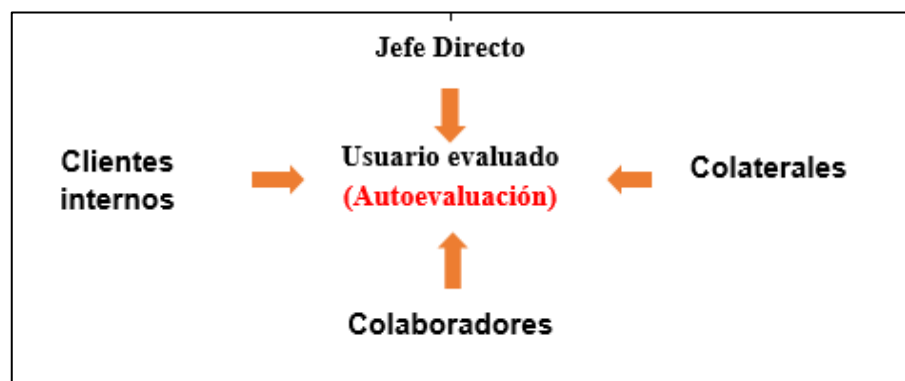 Jefe Directo
Clientes
internos
Usuario evaluado
(Autoevaluación)
Colaterales
Colaboradores